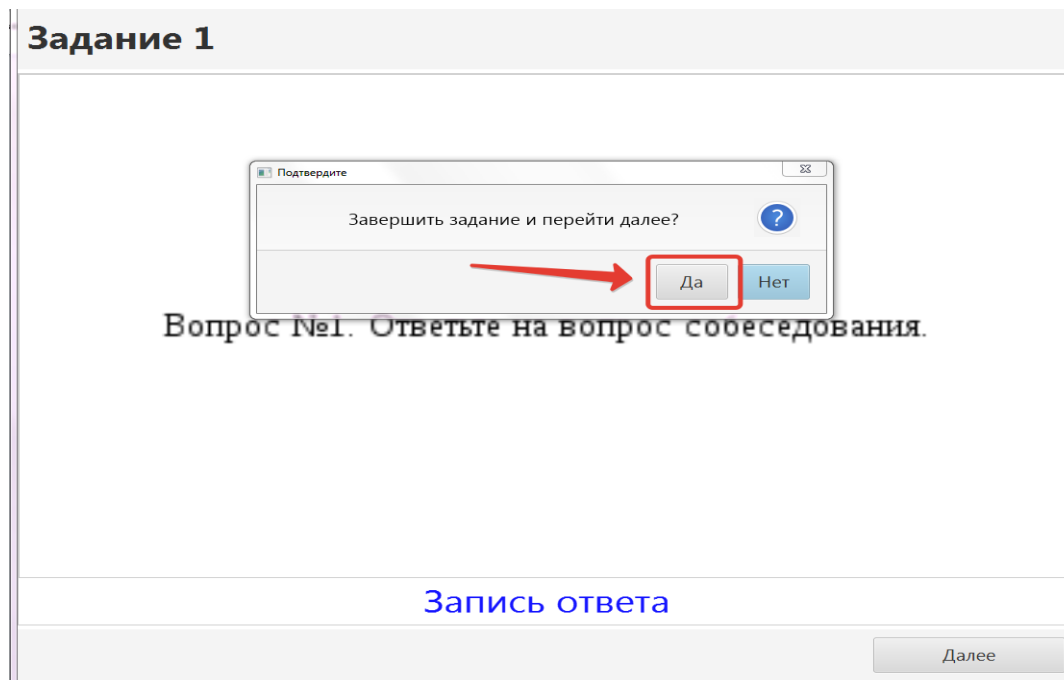 Задание 1
Подтвердите
Завершить задание и перейти далее?
Да
Нет
Вопрос №1. Ответьте на вопрос собеседования.
Запись ответа
Далее